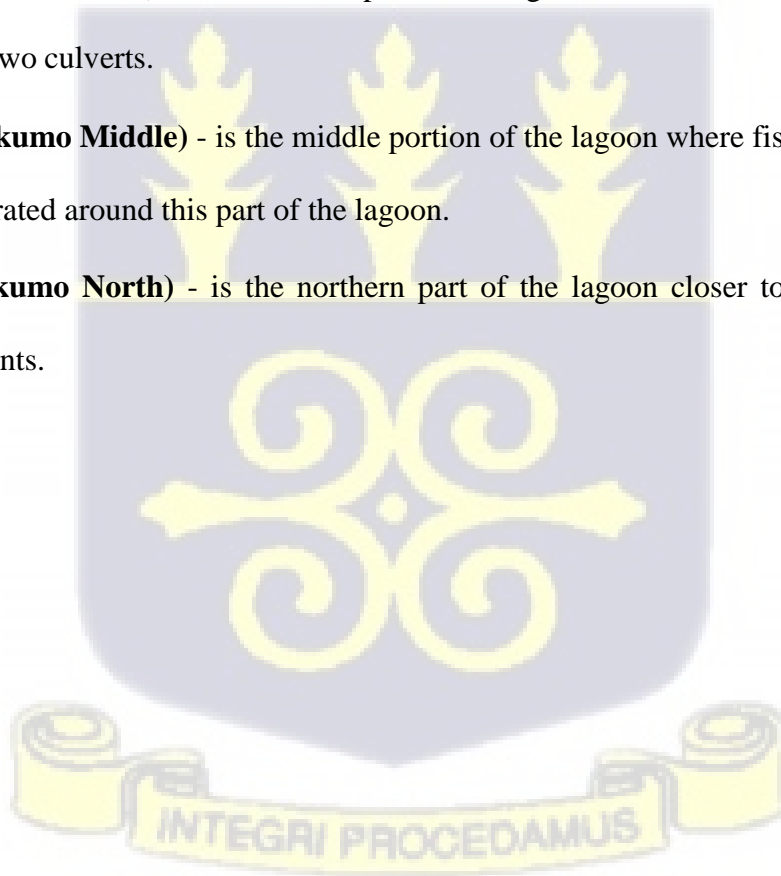 two culverts.
kumo Middle) - is the middle portion of the lagoon where fis
rated around this part of the lagoon.
kumo North) - is the northern part of the lagoon closer to
nts.
INTEGRI PROCEDAMUS